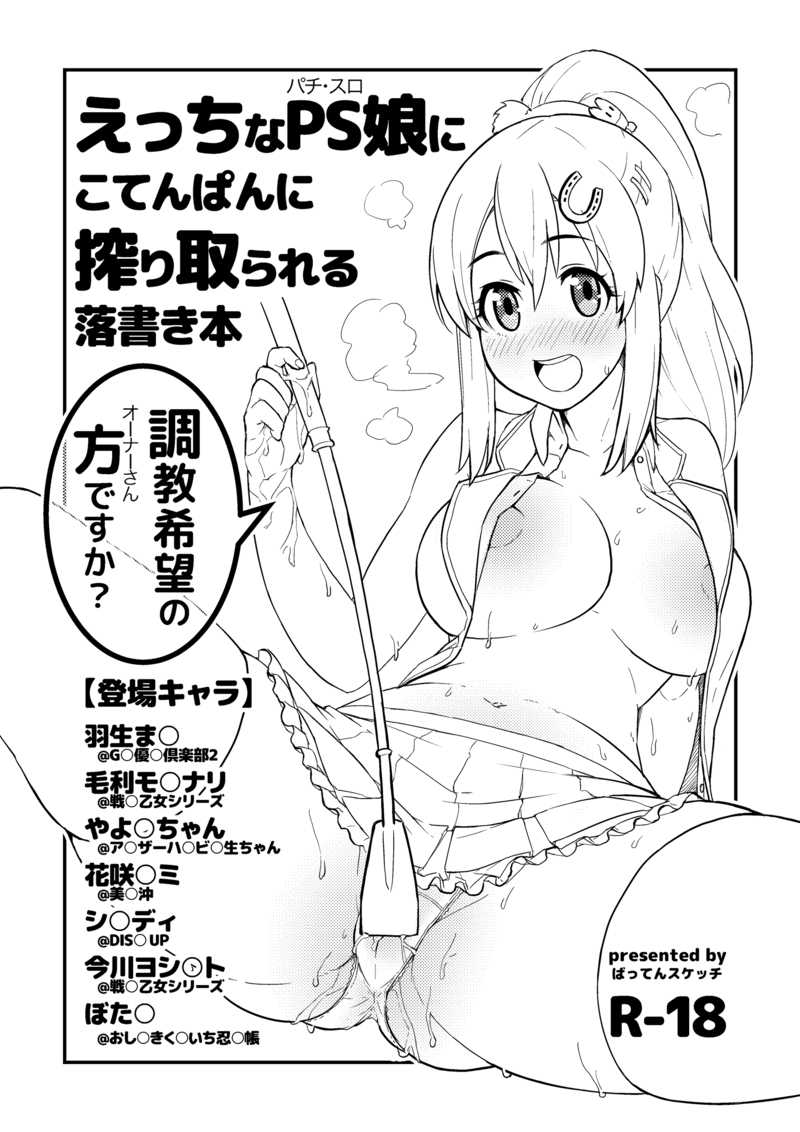 えっちなPS娘に
パチ・スロ
こてんぱんに
搾り取られる
落書き本
調教希望の
方ですか?
オーナーさん
【登場キャラ】
羽生ま○
@G○優○倶楽部2
毛利モ○ナリ
@戦○乙女シリーズ
やよ○ちゃん
@ア○ザーハ○ビ○生ちゃん
花咲○ミ
@美○沖
シ○ディ
@DIS○ UP
今川ヨシ○ト
@戦○乙女シリーズ
ぼた○
@おし○きく○いち忍○帳
presented by
ばってんスケッチ
R-18